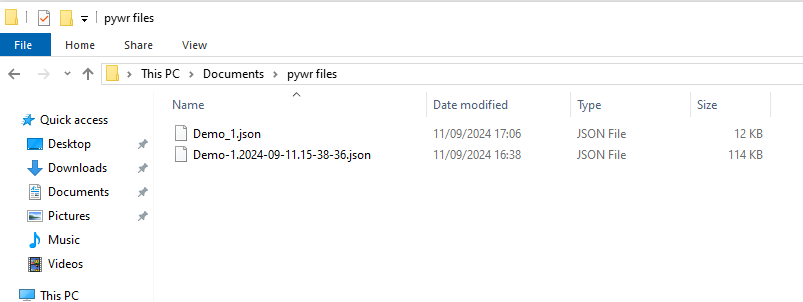 pywr files
File Home Share View
This PC Documents pywr files
Name Date modified Type Size
Quick access
Demo_1.json 11/09/2024 17:06 JSON File 12 KB
Desktop
Demo-1.2024-09-11.15-38-36.json 11/09/2024 16:38 JSON File 114 KB
Downloads
Documents
Pictures
Music
Videos
This PC